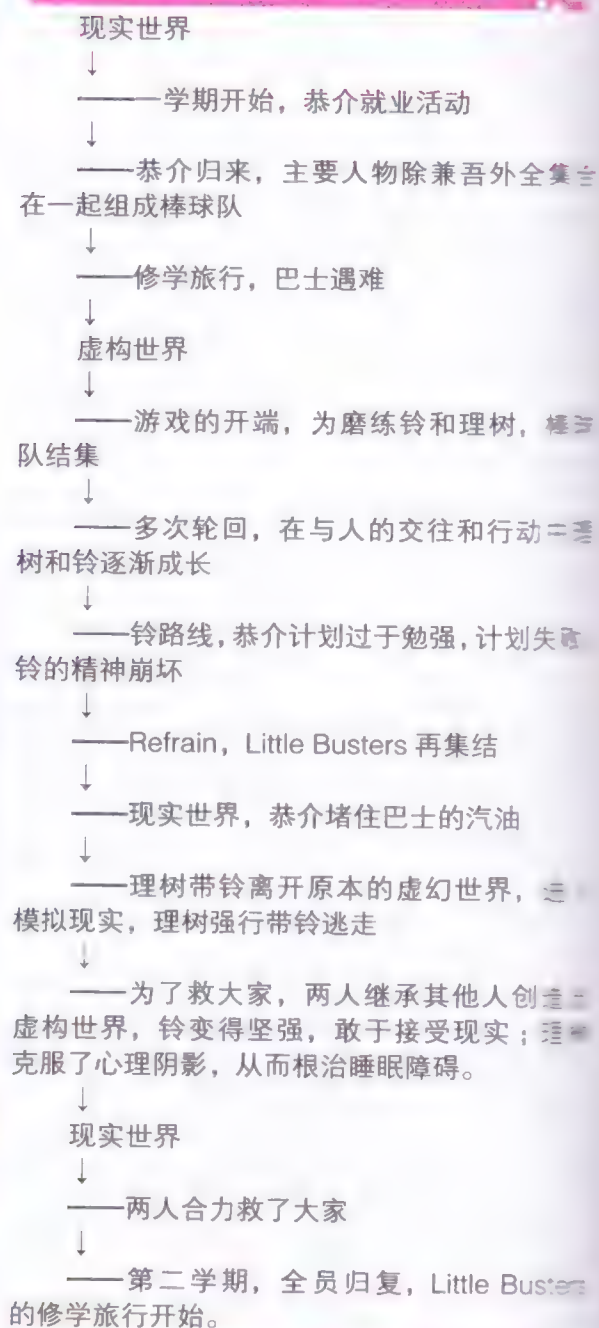 现实世界
↓
——学期开始，恭介就业活动
↓
——恭介归来，主要人物除兼吾外全集
在一起组成棒球队
↓
——修学旅行，巴士遇难
↓
虚构世界
↓
——游戏的开端，为磨练铃和理树，
队结集
↓
——多次轮回，在与人的交往和行动
树和铃逐渐成长
↓
——铃路线，恭介计划过于勉强，计划失
铃的精神崩坏
↓
——Refrain，Little Busters 再集结
↓
——现实世界，恭介堵住巴士的汽油
↓
——理树带铃离开原本的虚幻世界，
模拟现实，理树强行带铃逃走
↓
——为了救大家，两人继承其他人创
虚构世界，铃变得坚强，敢于接受现实；
克服了心理阴影，从而根治睡眠障碍。
↓
现实世界
↓
——两人合力救了大家
↓
——第二学期，全员归复，Little
的修学旅行开始。